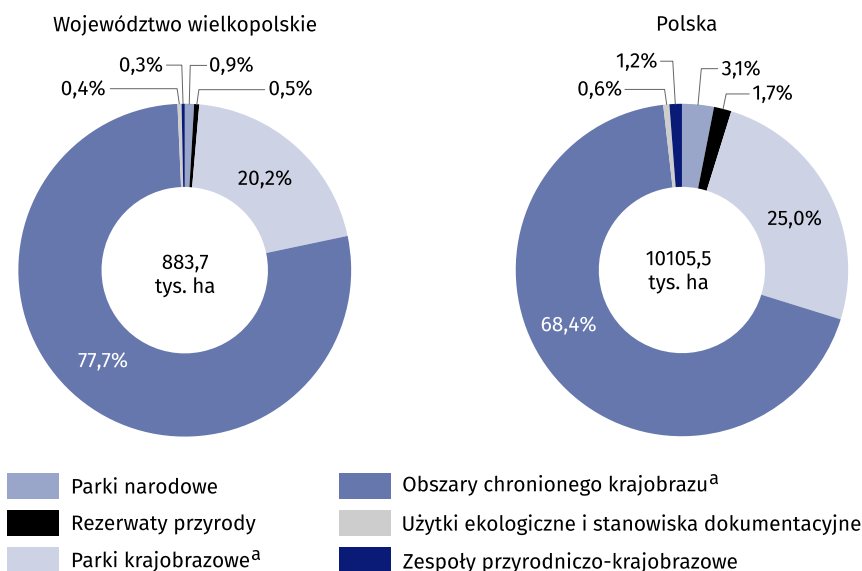 Województwo wielkopolskie
0,3%
0,9%
0,4%
0,5%
20,2%
883,7
tys. ha
77,7%
Polska
1,2%
3,1%
0,6%
1,7%
25,0%
10105,5
tys. ha
68,4%
Parki narodowe
Rezerwaty przyrody
Parki krajobrazoweª
Obszary chronionego krajobrazuª
Użytki ekologiczne i stanowiska dokumentacyjne
Zespoły przyrodniczo-krajobrazowe